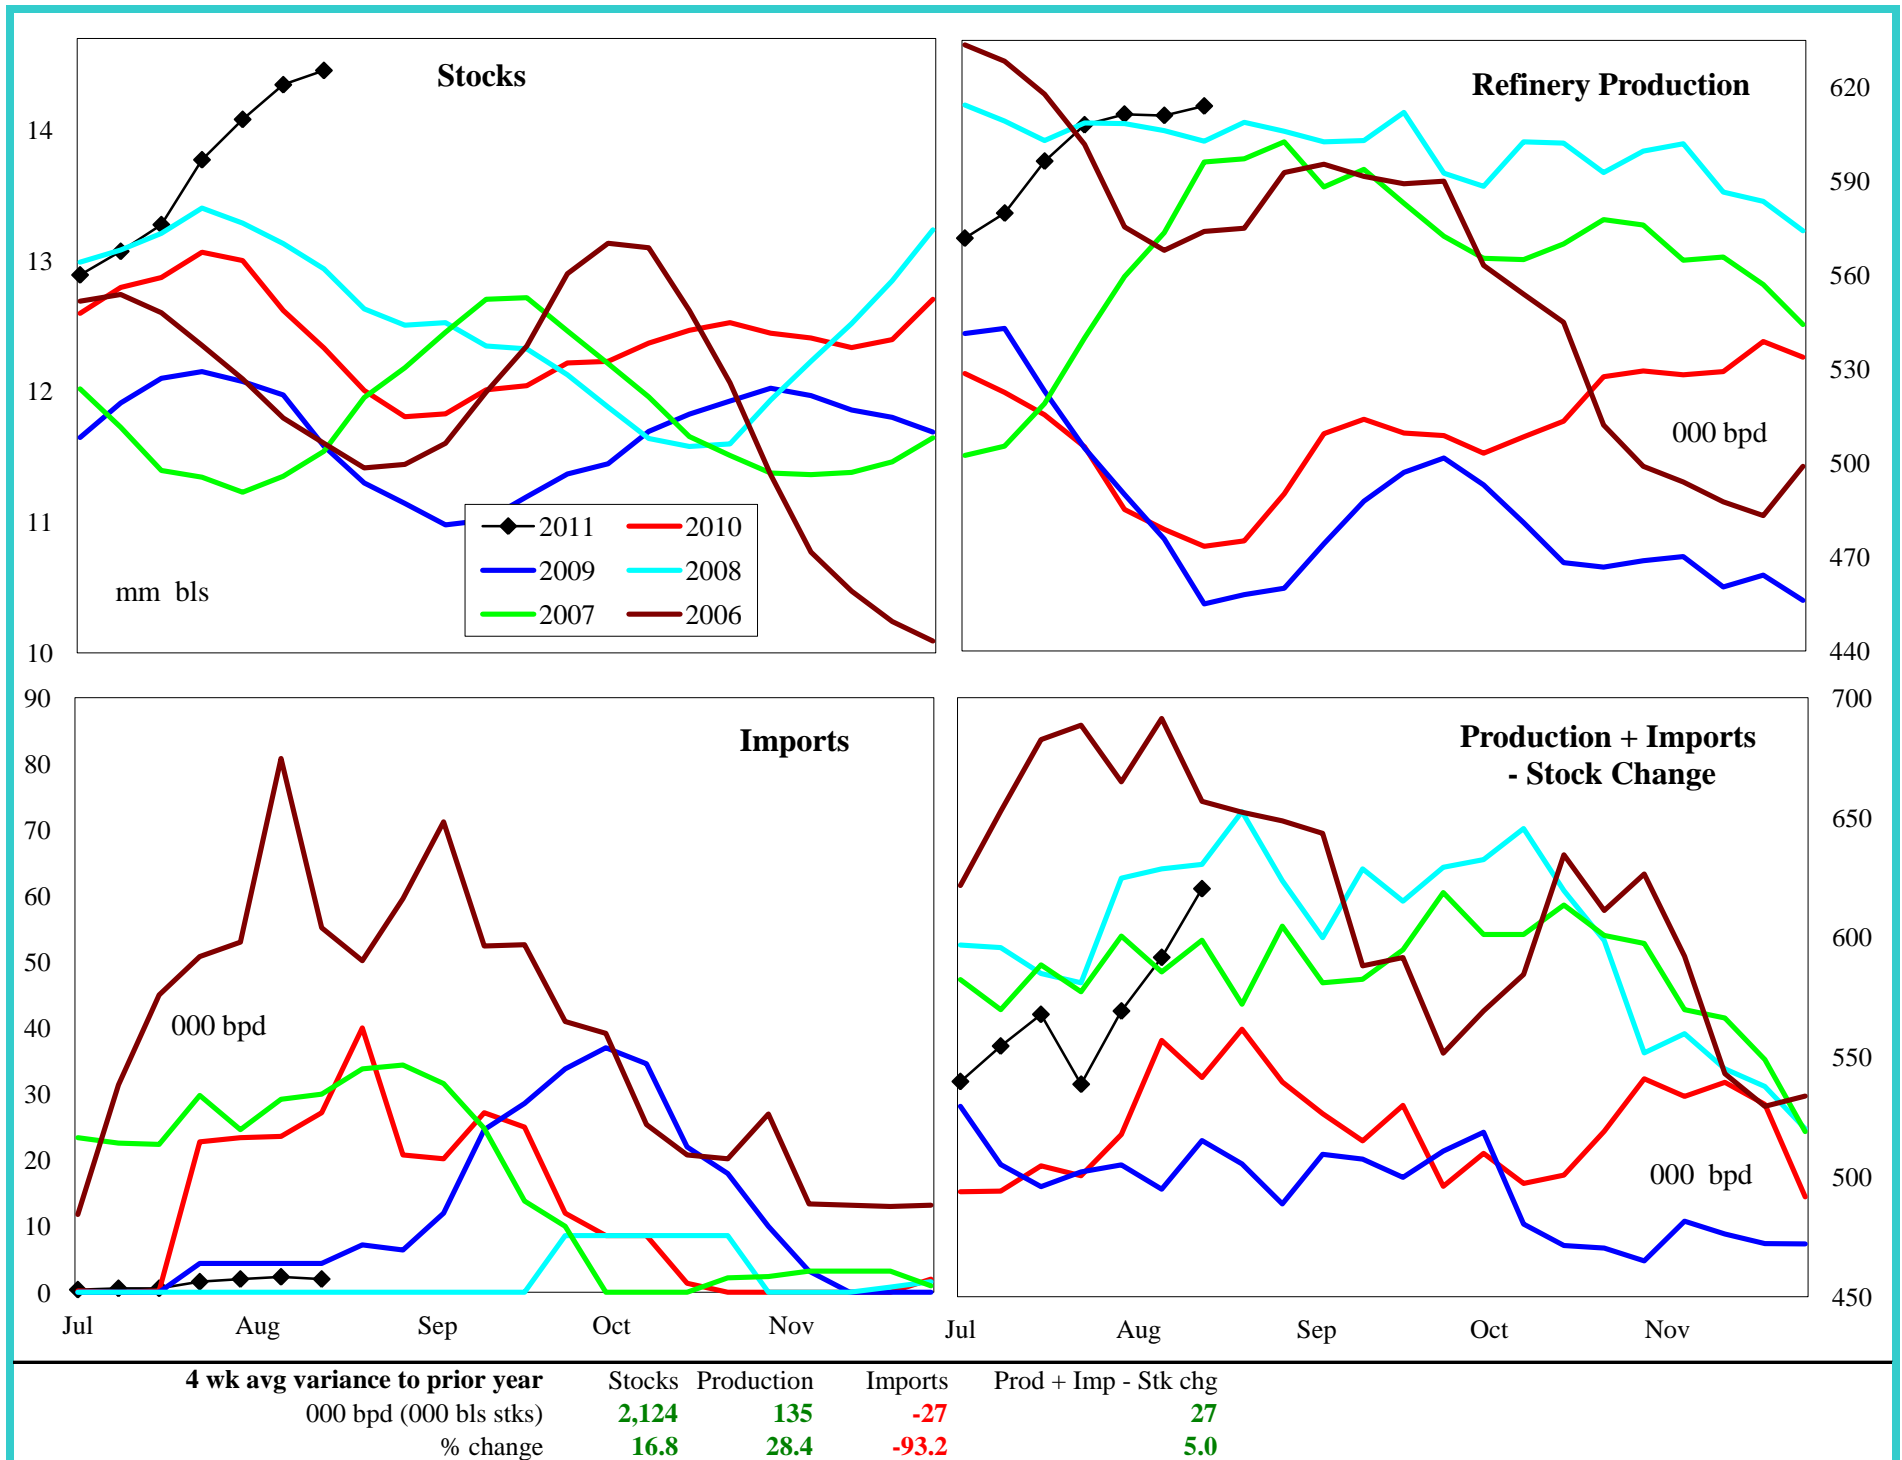 Stocks
14
13
12
11
10
mm bls
2011 2010
2009 2008
2007 2006
Refinery Production
620
590
560
530
500
470
440
000 bpd
Imports
90
80
70
60
50
40
30
20
10
0
000 bpd
Jul Aug Sep Oct Nov
Production + Imports
- Stock Change
700
650
600
550
500
450
000 bpd
Jul Aug Sep Oct Nov
4 wk avg variance to prior year Stocks Production Imports Prod + Imp - Stk chg
000 bpd (000 bls stks) 2,124 135 -27 27
% change 16.8 28.4 -93.2 5.0